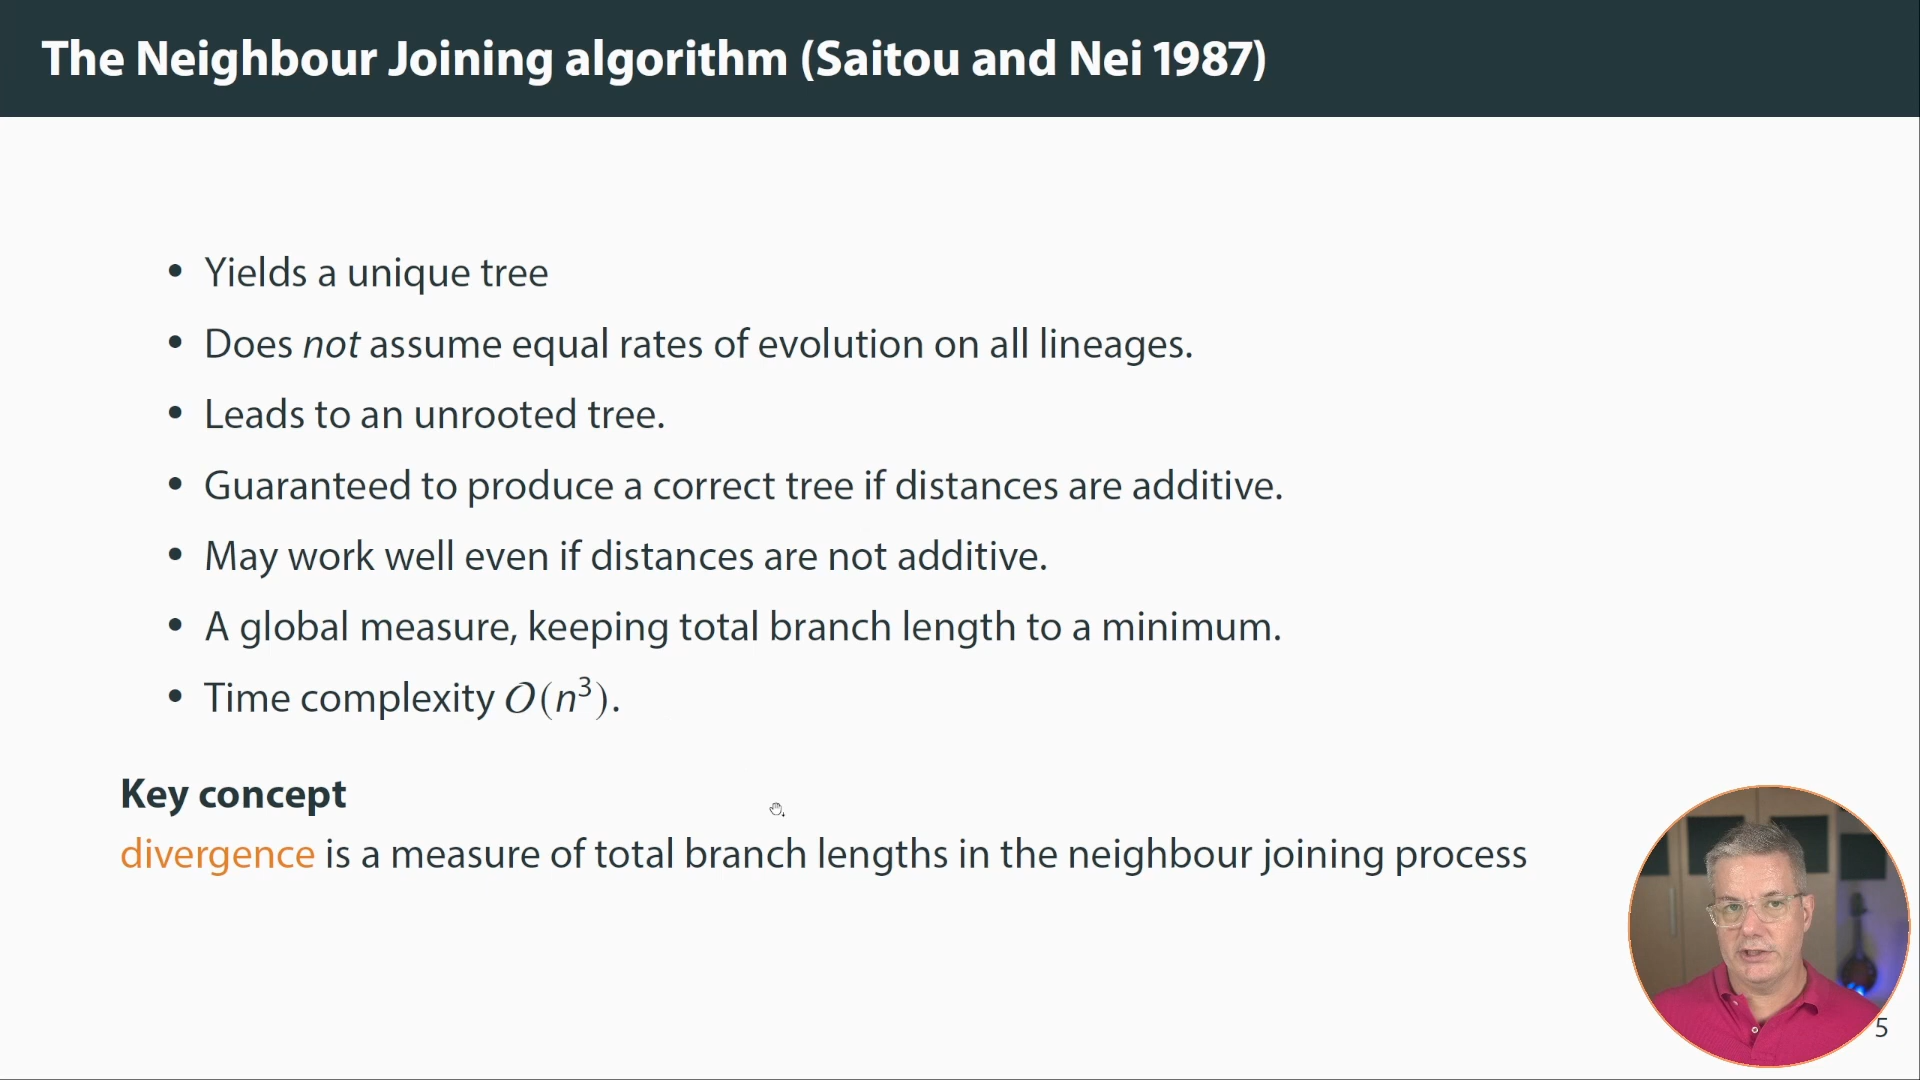 The Neighbour Joining algorithm (Saitou and Nei 1987)
• Yields a unique tree
• Does not assume equal rates of evolution on all lineages.
• Leads to an unrooted tree.
• Guaranteed to produce a correct tree if distances are additive.
• May work well even if distances are not additive.
• A global measure, keeping total branch length to a minimum.
• Time complexity O(n³).
Key concept
divergence is a measure of total branch lengths in the neighbour joining process
5